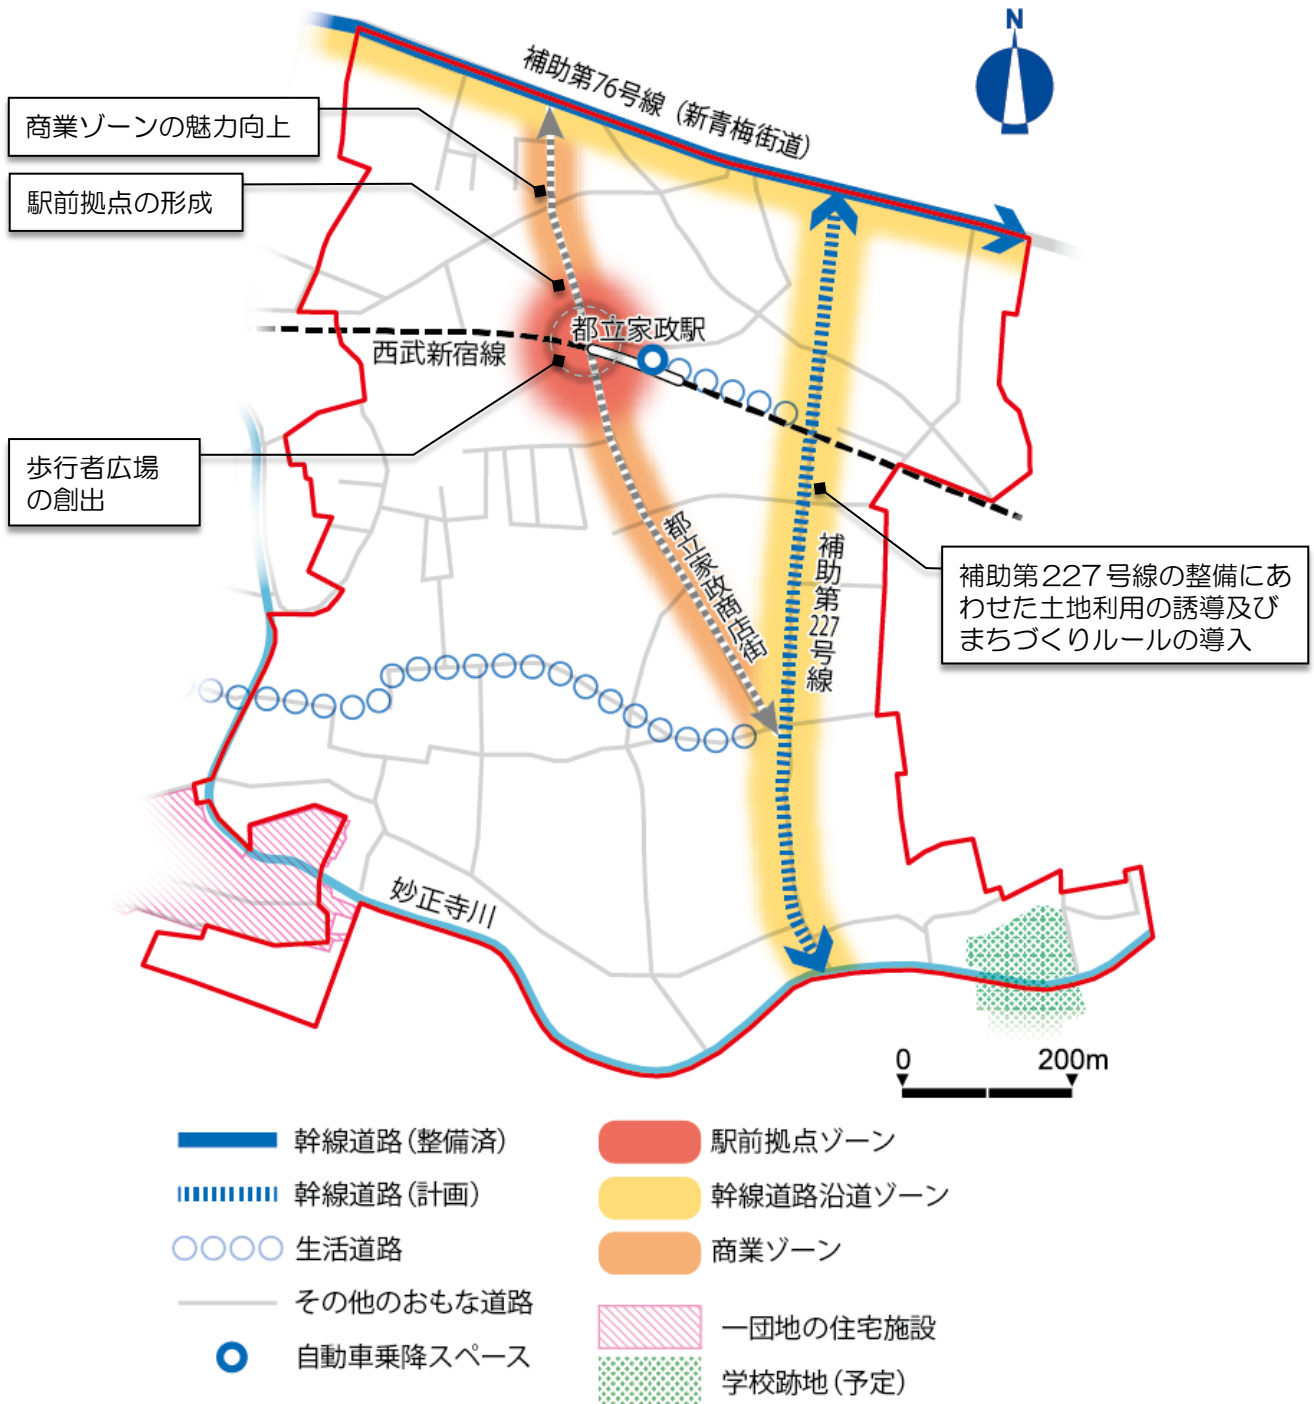 N
補助第76号線（新青梅街道）
商業ゾーンの魅力向上
駅前拠点の形成
都立家政駅
西武新宿線
歩行者広場
の創出
都立家政商店街
補助第227号線
補助第227号線の整備にあ
わせた土地利用の誘導及び
まちづくりルールの導入
妙正寺川
0
200m
幹線道路（整備済）
幹線道路（計画）
生活道路
その他のおもな道路
自動車乗降スペース
駅前拠点ゾーン
幹線道路沿道ゾーン
商業ゾーン
一団地の住宅施設
学校跡地（予定）